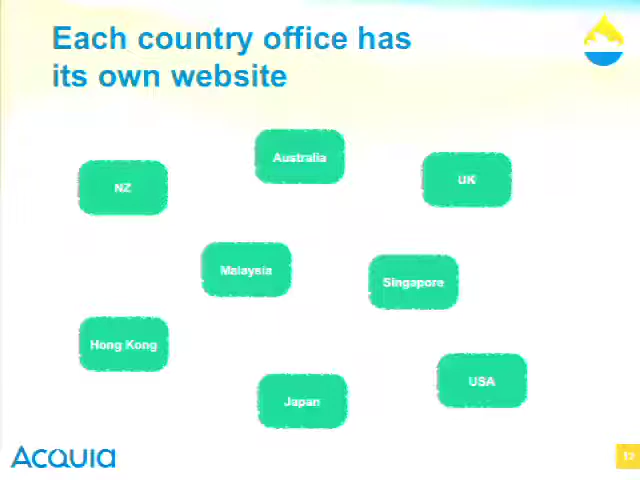 Each country office has
its own website
Australia
NZ
UK
Malaysia
Singapore
Hong Kong
USA
Japan
Acquia